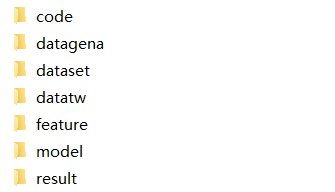 code
datagena
dataset
datatw
feature
model
result